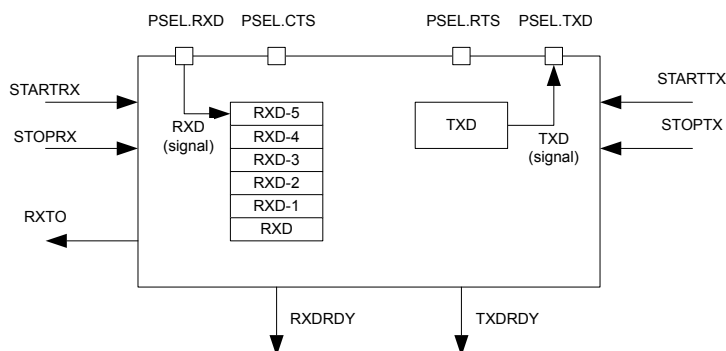 PSEL.RXD PSEL.CTS PSEL.RTS PSEL.TXD
STARTRX
STOPRX
RXTO
RXD
(signal)
RXD-5
RXD-4
RXD-3
RXD-2
RXD-1
RXD
TXD
TXD
(signal)
STARTTX
STOPTX
RXDRDY
TXDRDY